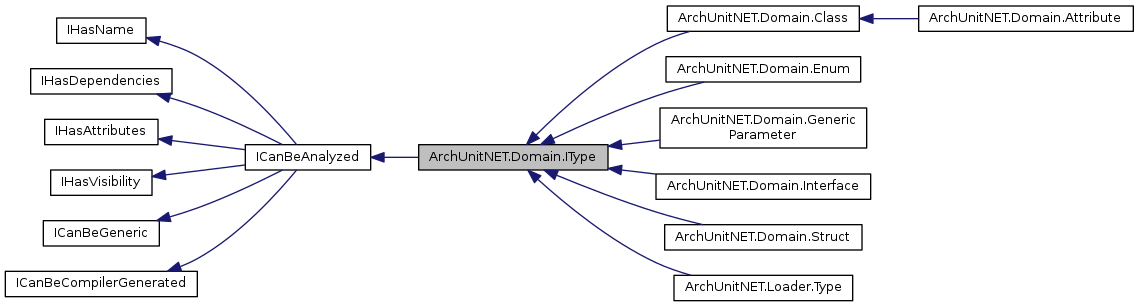 IHasName
IHasDependencies
IHasAttributes
IHasVisibility
ICanBeGeneric
ICanBeCompilerGenerated
ICanBeAnalyzed
ArchUnitNET.Domain.IType
ArchUnitNET.Domain.Class
ArchUnitNET.Domain.Enum
ArchUnitNET.Domain.Generic
Parameter
ArchUnitNET.Domain.Interface
ArchUnitNET.Domain.Struct
ArchUnitNET.Loader.Type
ArchUnitNET.Domain.Attribute